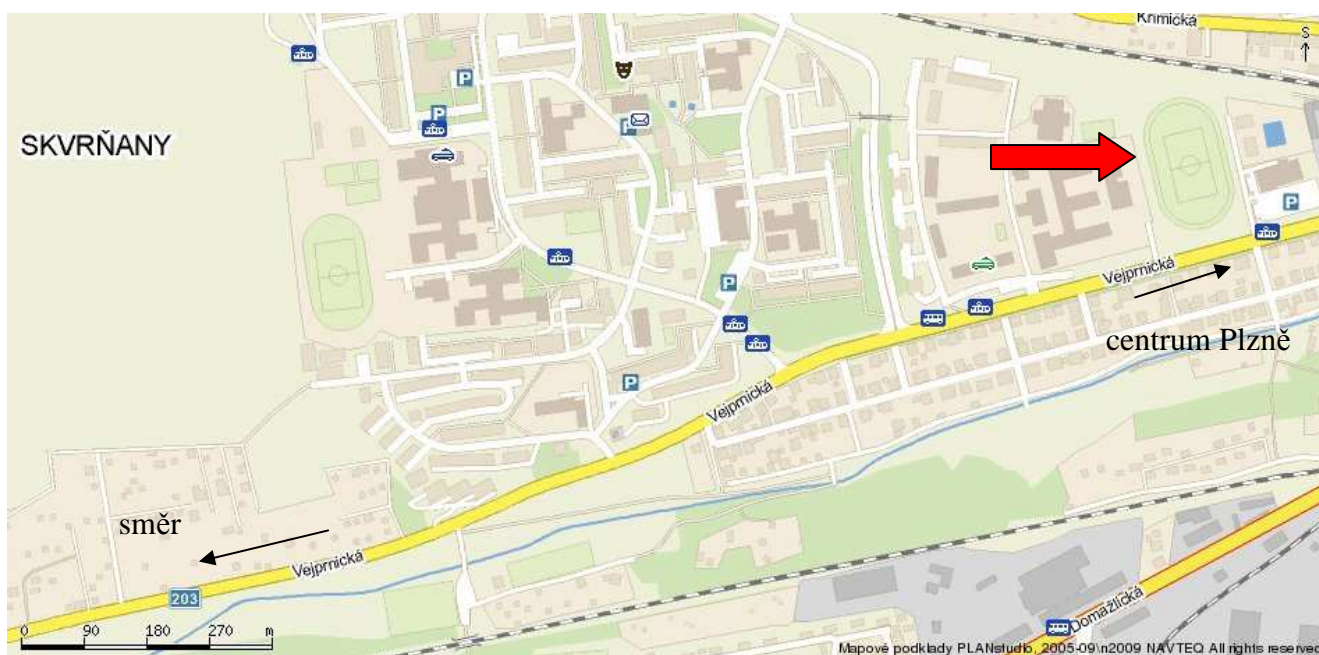 Křimická
S
SKVRŇANY
P
P
P
P
Vejprnická
centrum Plzně
P
P
Vejprnická
směr
Vejprnická
203
Domažlická
0 90 180 270 m
Mapové podklady PLANstudio, 2005-09\n2009 NAVTEQ All rights reserved